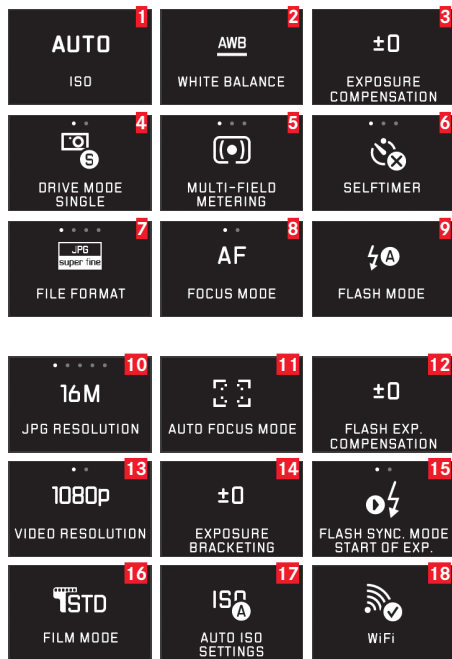 1
AUTO
ISO
2
AWB
WHITE BALANCE
3
±0
EXPOSURE
COMPENSATION
4
S
DRIVE MODE
SINGLE
5
MULTI-FIELD
METERING
6
SELFTIMER
7
JPG
super fine
FILE FORMAT
8
AF
FOCUS MODE
9
A
FLASH MODE
10
16M
JPG RESOLUTION
11
AUTO FOCUS MODE
12
±0
FLASH EXP.
COMPENSATION
13
1080p
VIDEO RESOLUTION
14
±0
EXPOSURE
BRACKETING
15
FLASH SYNC. MODE
START OF EXP.
16
STD
FILM MODE
17
ISO
A
AUTO ISO
SETTINGS
18
WiFi